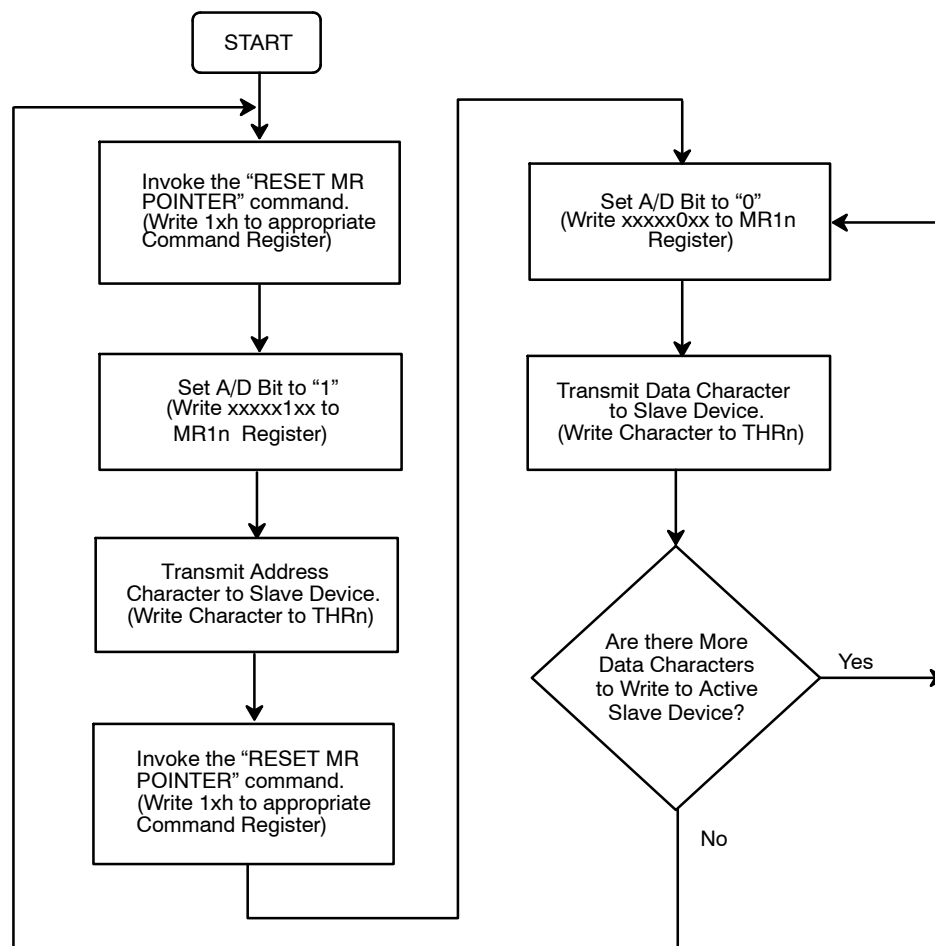 START
Invoke the “RESET MR
POINTER” command.
(Write 1xh to appropriate
Command Register)
Set A/D Bit to “1”
(Write xxxxx1xx to
MR1n Register)
Transmit Address
Character to Slave Device.
(Write Character to THRn)
Invoke the “RESET MR
POINTER” command.
(Write 1xh to appropriate
Command Register)
Set A/D Bit to “0”
(Write xxxxx0xx to MR1n
Register)
Transmit Data Character
to Slave Device.
(Write Character to THRn)
Are there More
Data Characters
to Write to Active
Slave Device?
Yes
No